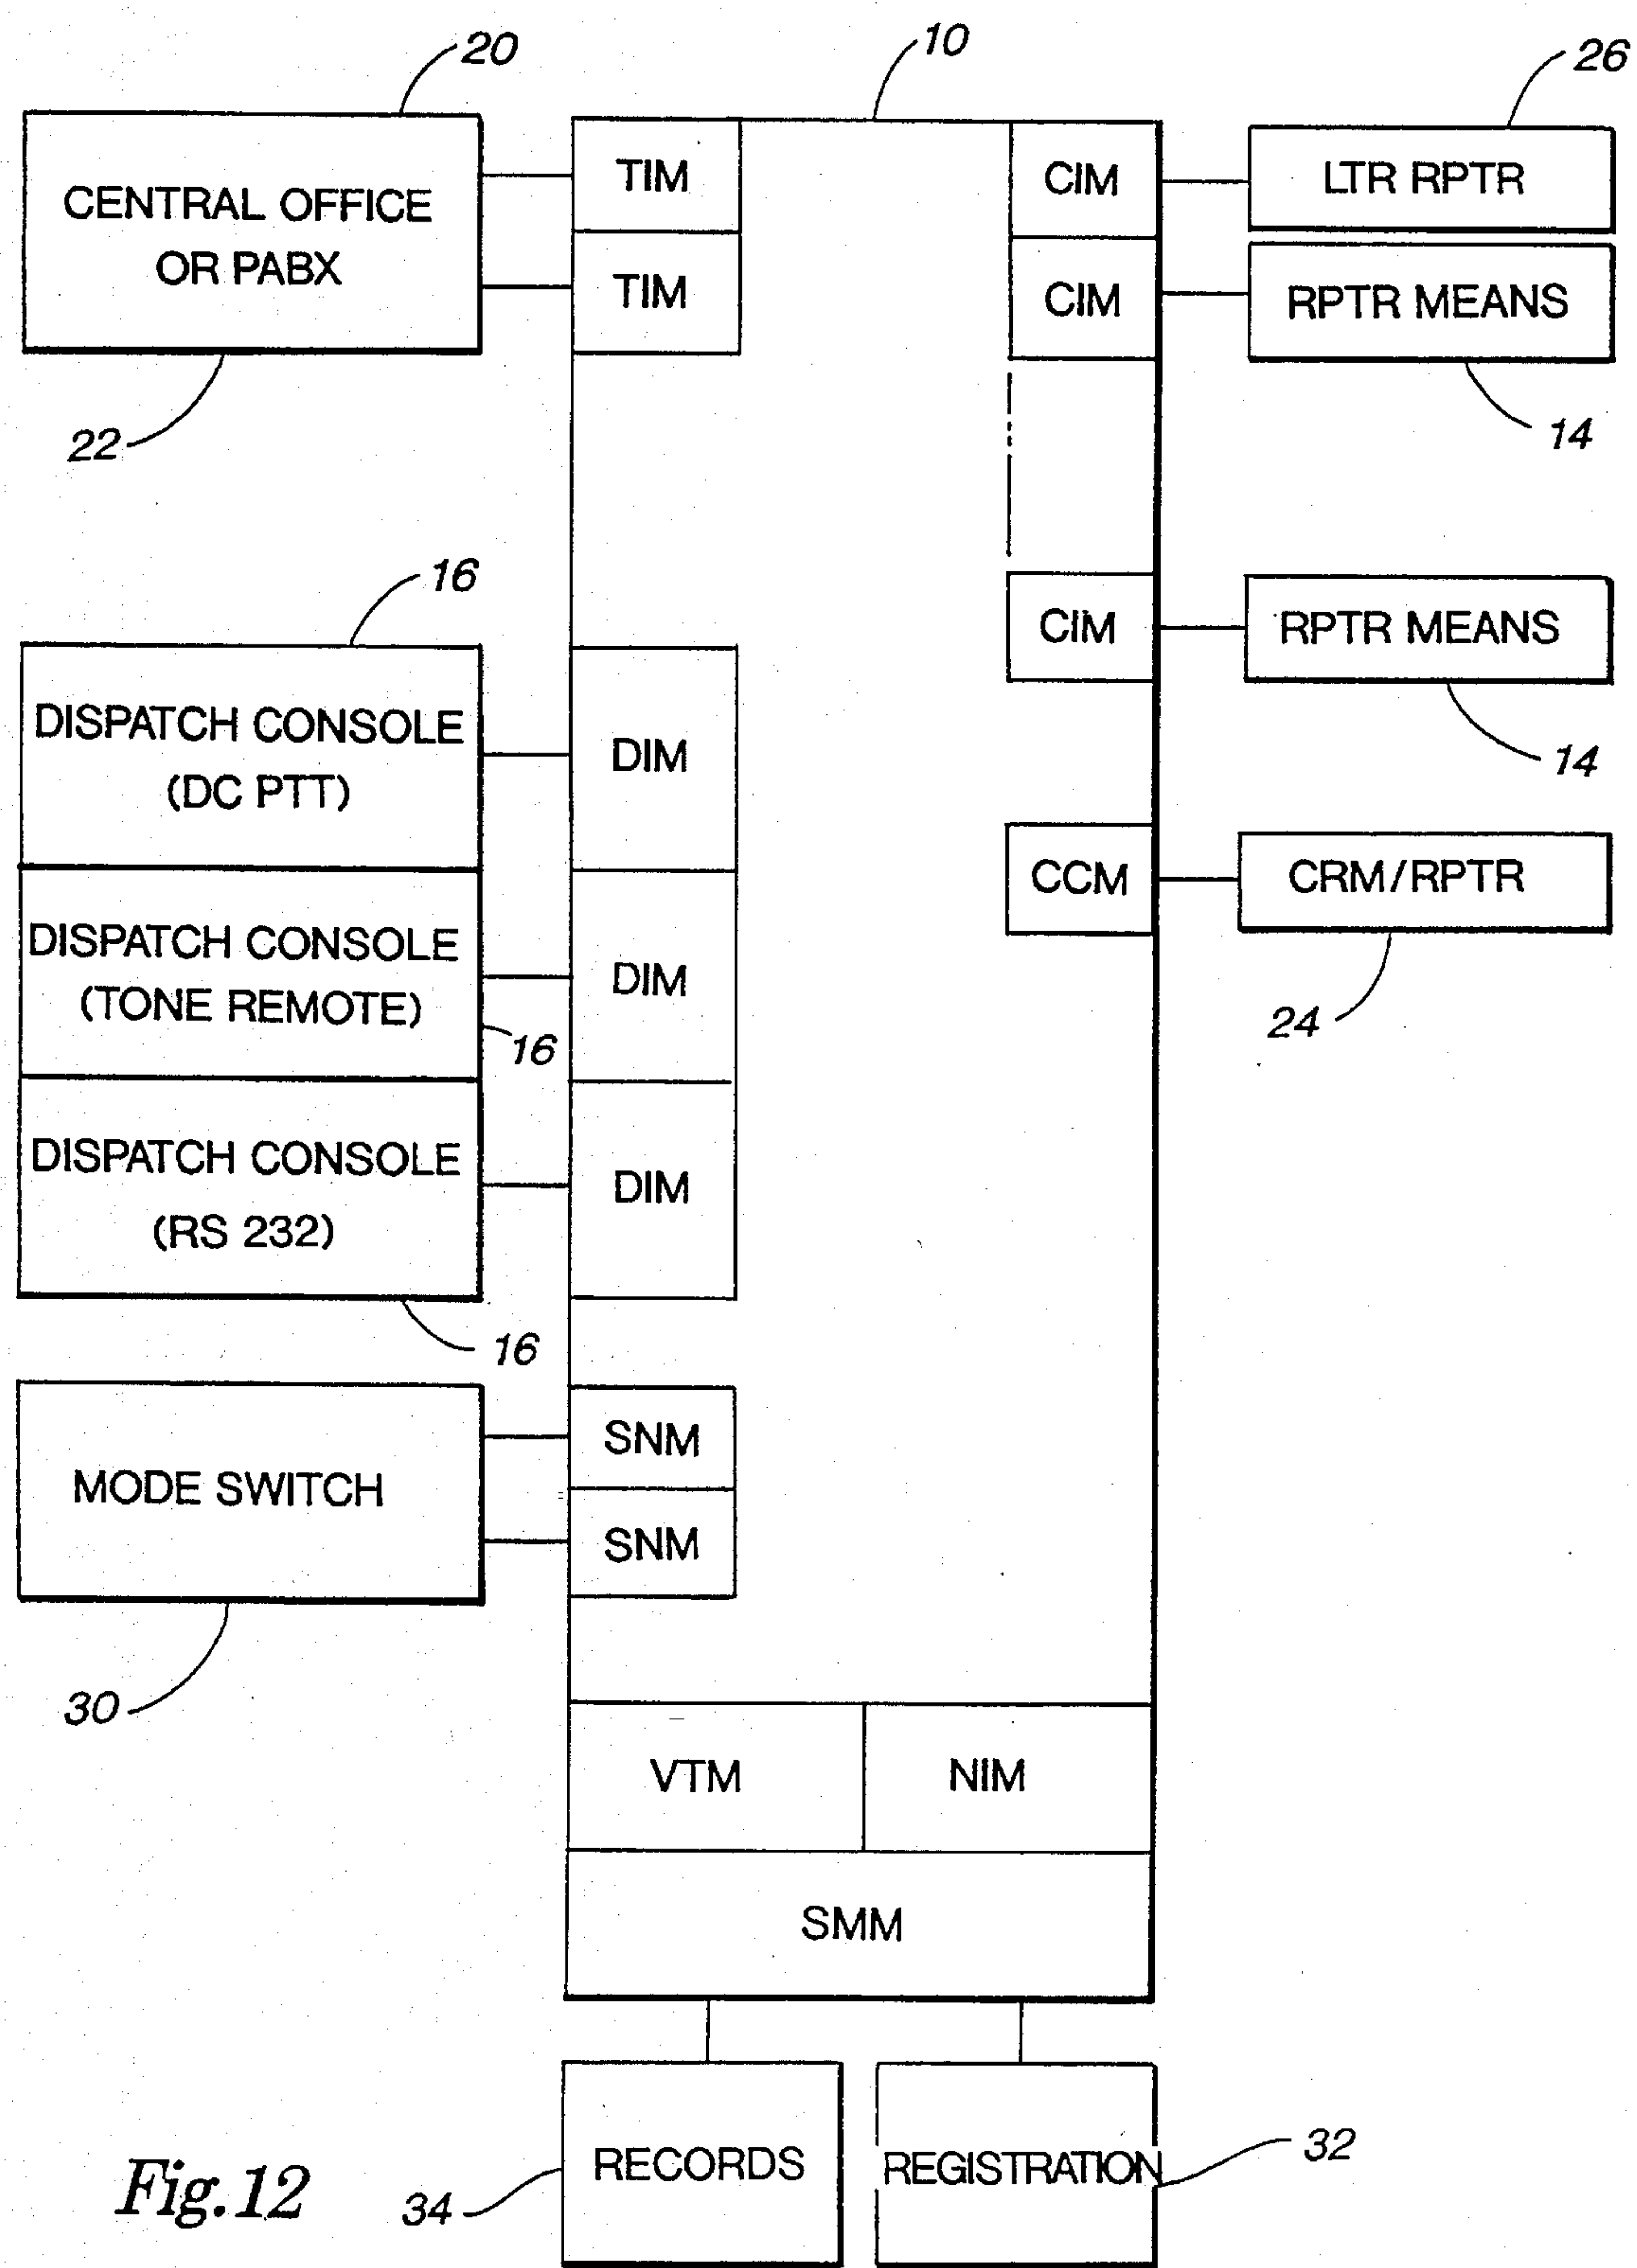 20
10
26
CENTRAL OFFICE
OR PABX
TIM
TIM
CIM
LTR RPTR
CIM
RPTR MEANS
22
14
16
CIM
RPTR MEANS
14
DISPATCH CONSOLE
(DC PTT)
DIM
CCM
CRM/RPTR
24
DISPATCH CONSOLE
(TONE REMOTE)
DIM
16
DISPATCH CONSOLE
(RS 232)
DIM
16
MODE SWITCH
SNM
SNM
30
VTM
NIM
SMM
RECORDS
REGISTRATION
32
34
Fig.12